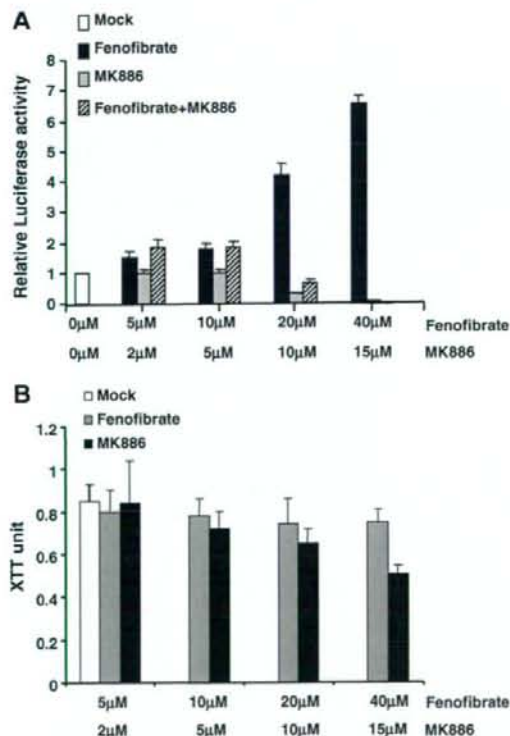 A
Mock
Fenofibrate
MK886
Fenofibrate+MK886
Relative Luciferase activity
8
7
6
5
4
3
2
1
0
0µM 5µM 10µM 20µM 40µM Fenofibrate
0µM 2µM 5µM 10µM 15µM MK886
B
Mock
Fenofibrate
MK886
XTT unit
1.2
1
0.8
0.6
0.4
0.2
0
5µM 10µM 20µM 40µM Fenofibrate
2µM 5µM 10µM 15µM MK886